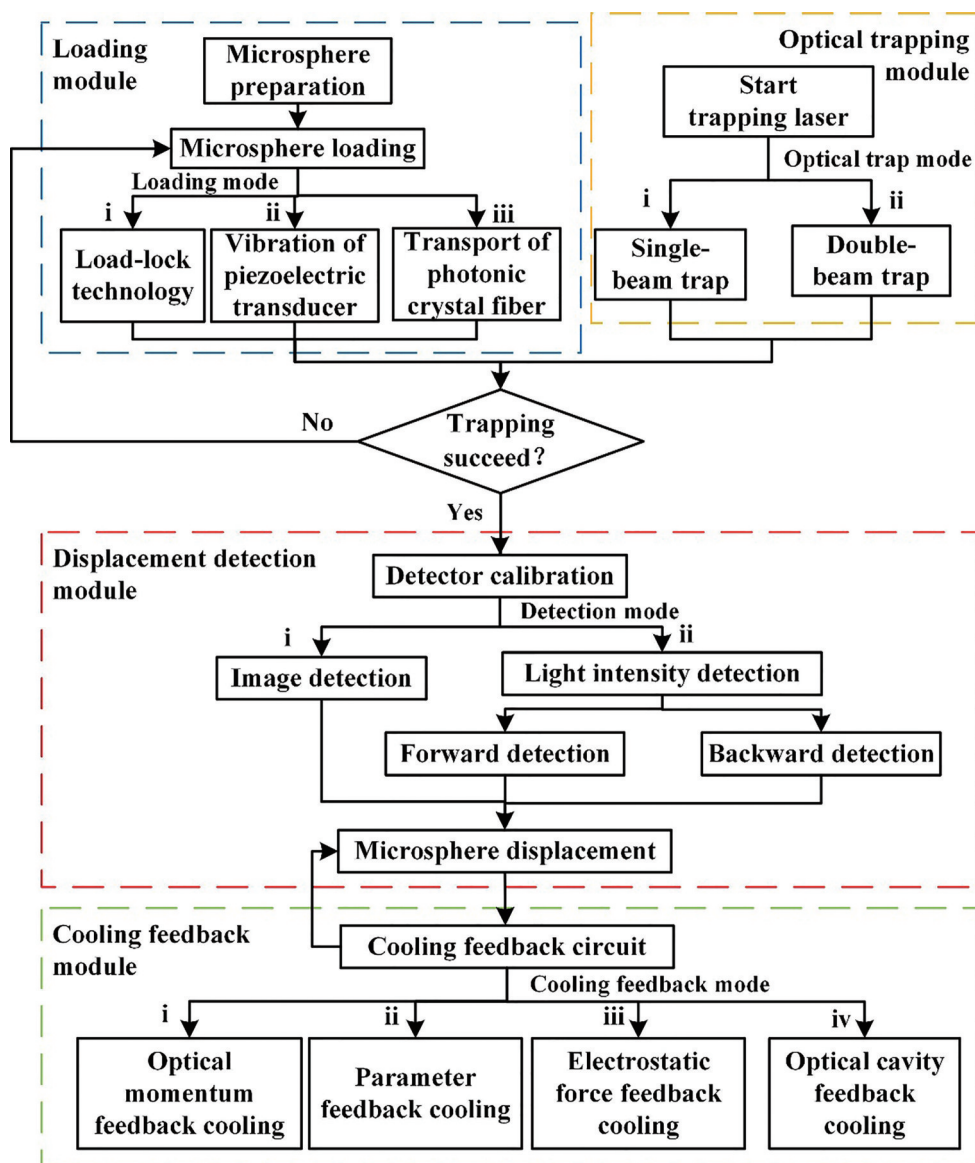 Loading
module
Microsphere
preparation
Microsphere loading
Loading mode
i
ii
iii
Load-lock
technology
Vibration of
piezoelectric
transducer
Transport of
photonic
crystal fiber
Optical trapping
module
Start
trapping laser
Optical trap mode
i
ii
Single-
beam trap
Double-
beam trap
No
Trapping
succeed?
Yes
Displacement detection
module
Detector calibration
Detection mode
i
ii
Image detection
Light intensity detection
Forward detection
Backward detection
Microsphere displacement
Cooling feedback
module
Cooling feedback circuit
Cooling feedback mode
i
ii
iii
iv
Optical
momentum
feedback cooling
Parameter
feedback cooling
Electrostatic
force feedback
cooling
Optical cavity
feedback
cooling